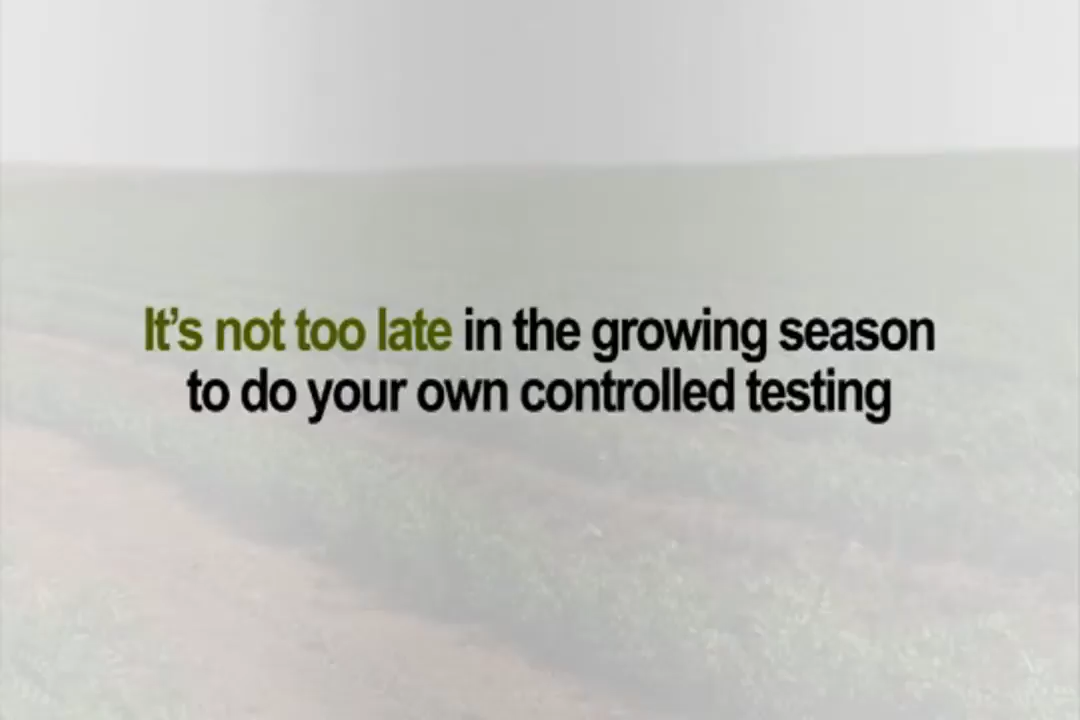 It’s not too late in the growing season
to do your own controlled testing